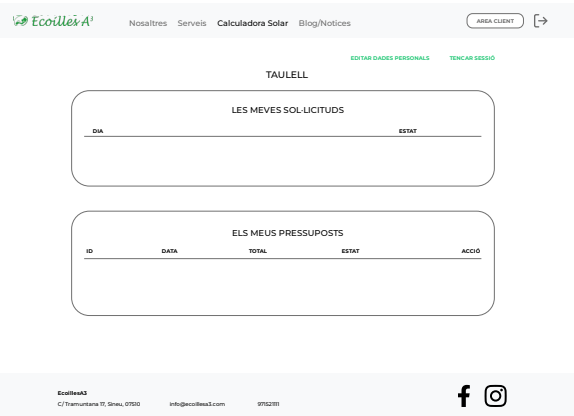 Ecoilles A³
Nosaltres Serveis Calculadora Solar Blog/Notices
AREA CLIENT
EDITAR DADES PERSONALS TENCAR SESSIÓ
TAULELL
LES MEVES SOL·LICITUDS
DIA ESTAT
ELS MEUS PRESSUPOSTS
ID DATA TOTAL ESTAT ACCIÓ
EcoillesA3
C/ Tramuntana 17, Sineu, 07510 info@ecoillesa3.com 971521111